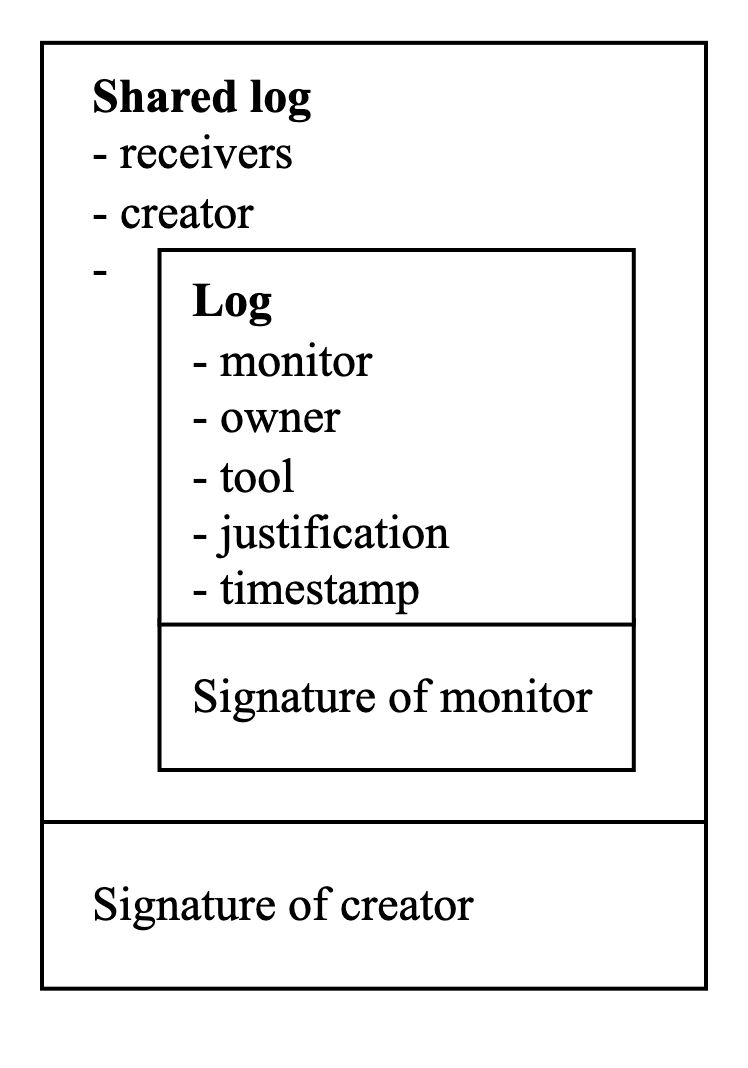 Shared log
- receivers
- creator
-
Log
- monitor
- owner
- tool
- justification
- timestamp
Signature of monitor
Signature of creator